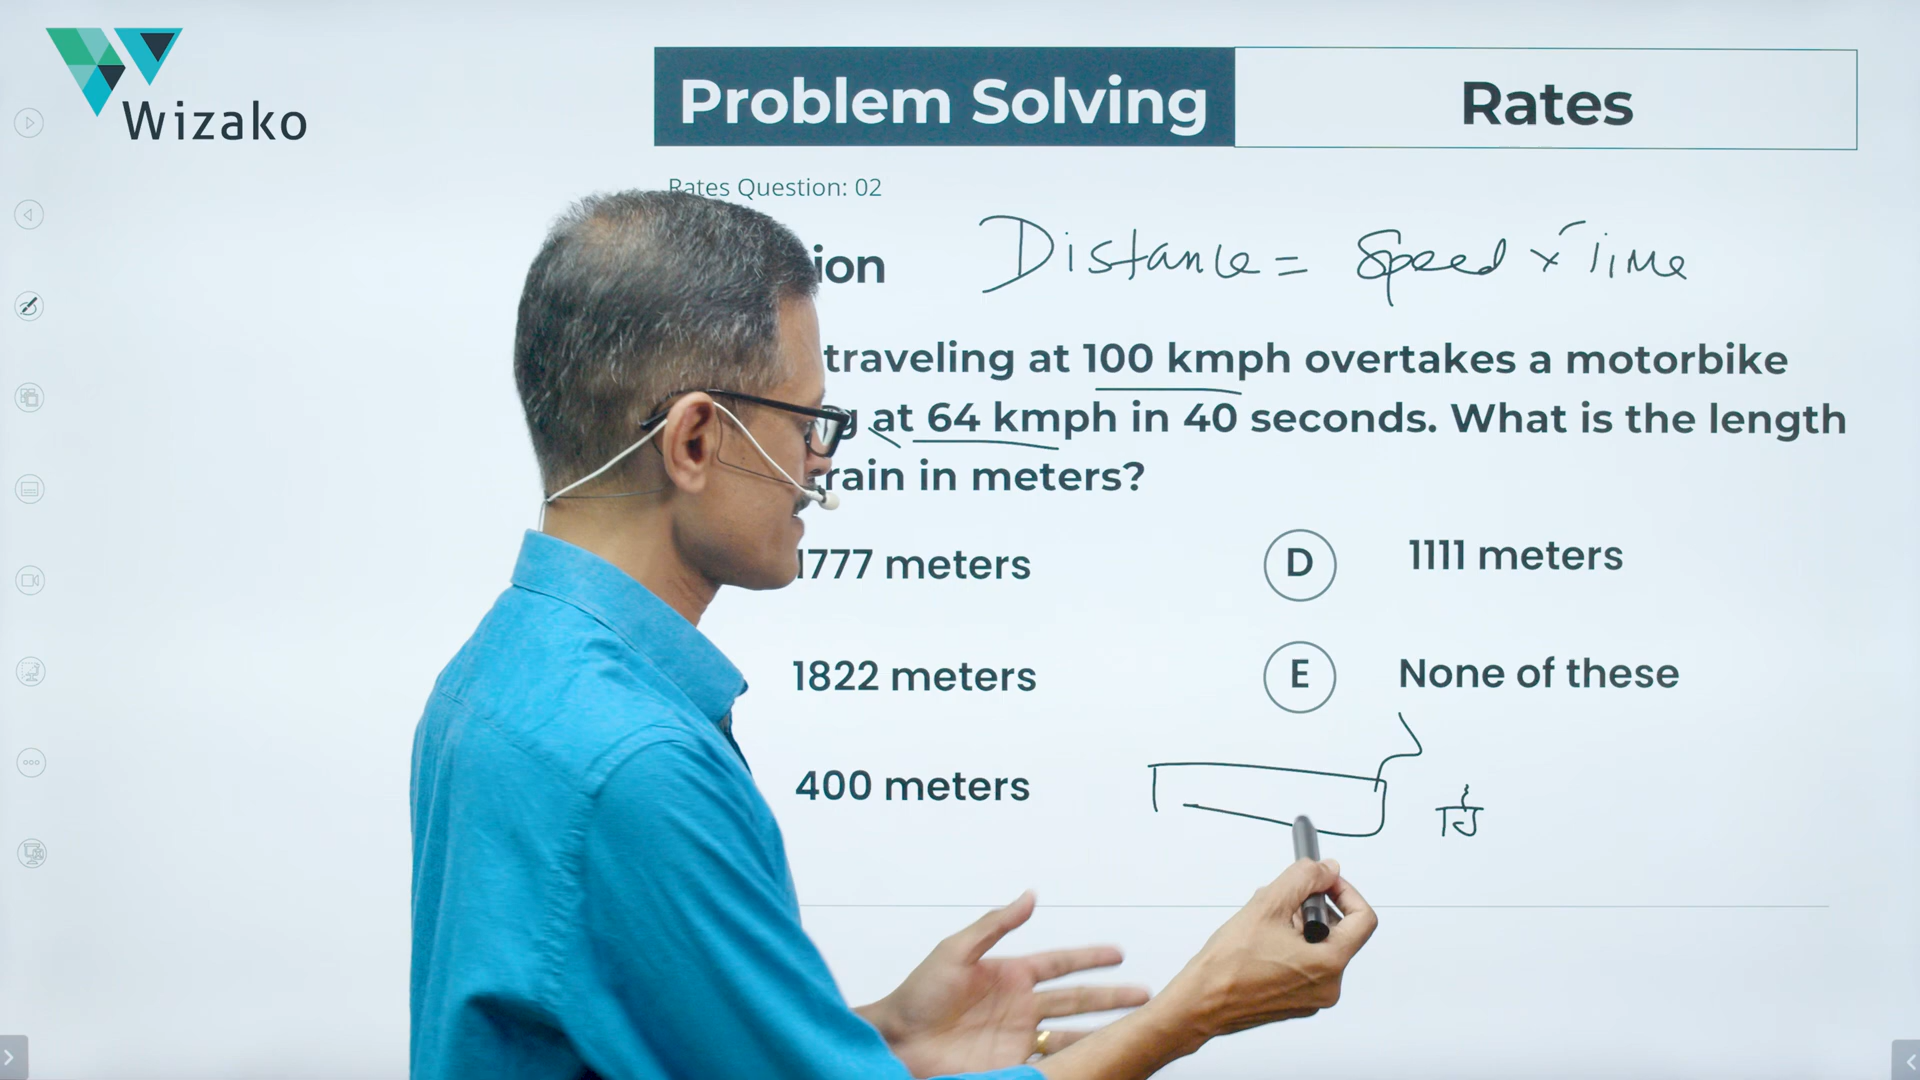 Wizako
Problem Solving
Rates
Rates Question: 02
ion
Distance = Speed × Time
traveling at 100 kmph overtakes a motorbike
g at 64 kmph in 40 seconds. What is the length
rain in meters?
1777 meters
D
1111 meters
1822 meters
E
None of these
400 meters